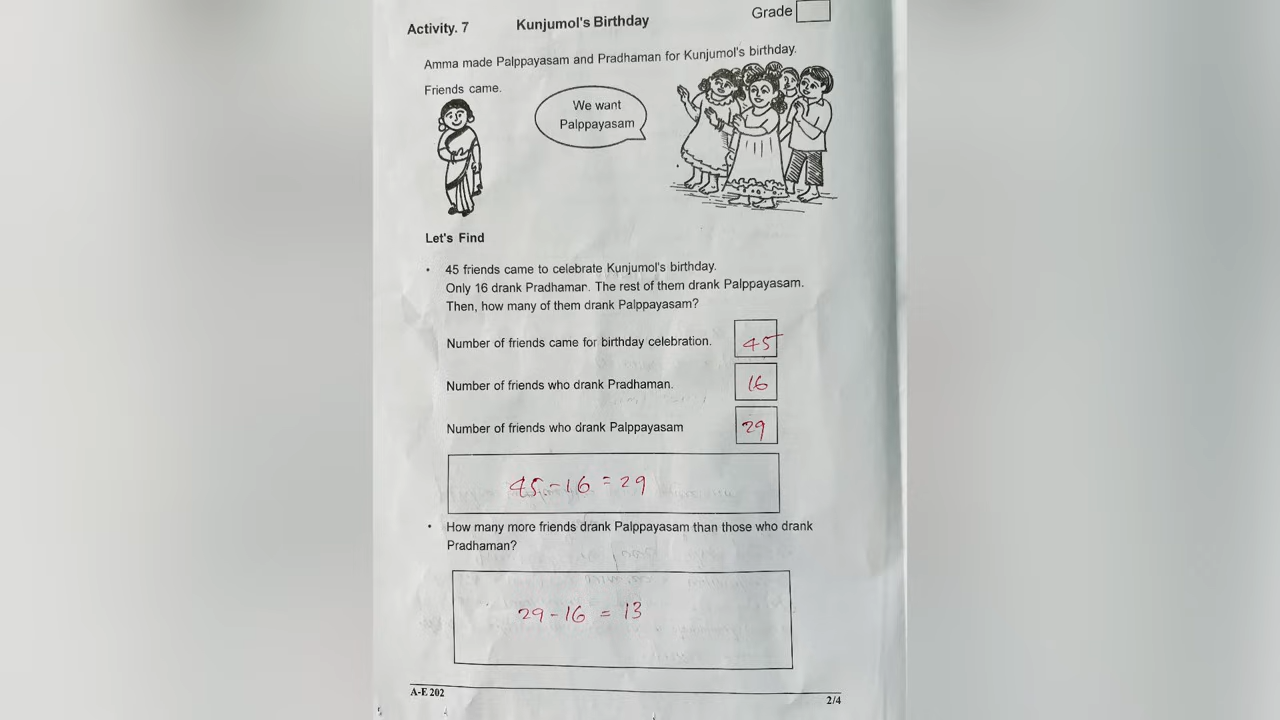 Activity. 7 Kunjumol's Birthday Grade
Amma made Palppayasam and Pradhaman for Kunjumol's birthday.
Friends came.
We want
Palppayasam
Let's Find
• 45 friends came to celebrate Kunjumol's birthday.
Only 16 drank Pradhaman. The rest of them drank Palppayasam.
Then, how many of them drank Palppayasam?
Number of friends came for birthday celebration. 45
Number of friends who drank Pradhaman. 16
Number of friends who drank Palppayasam 29
45-16 = 29
• How many more friends drank Palppayasam than those who drank
Pradhaman?
29-16 = 13
A-E 202 2/4